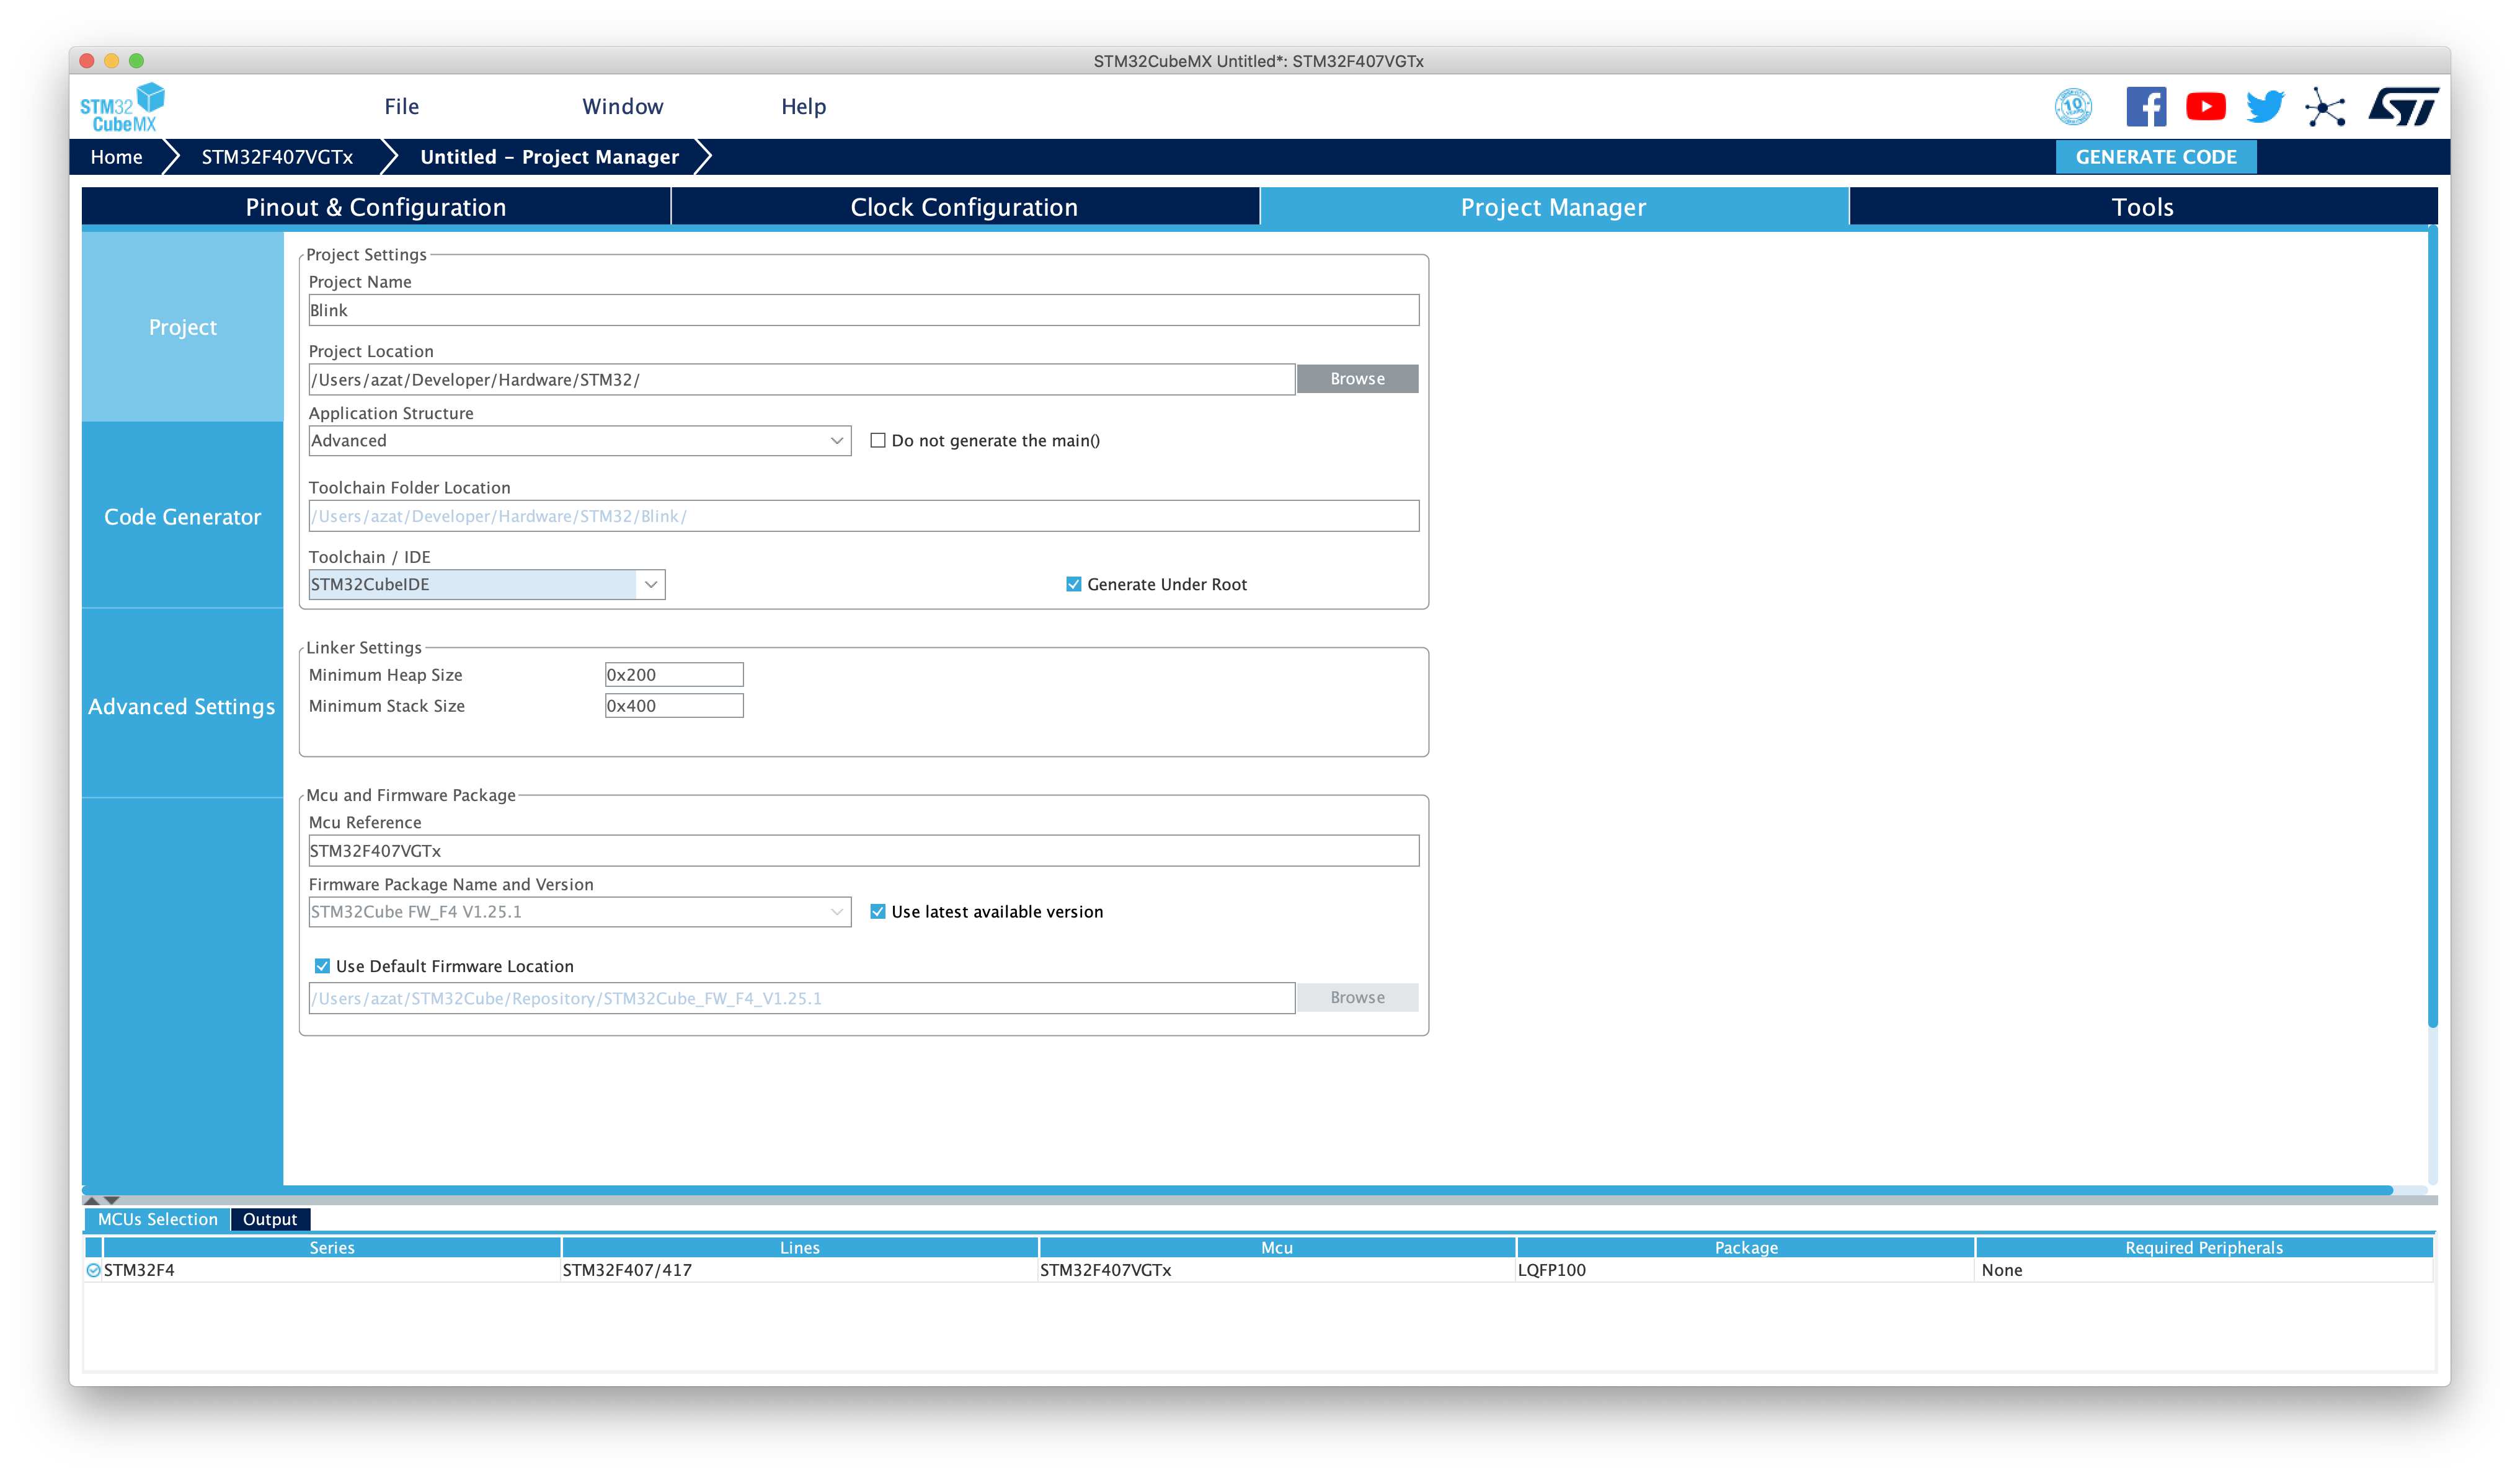 STM32CubeMX Untitled*: STM32F407VGTx
STM32
CubeMX
File Window Help
10
ST
Home STM32F407VGTx Untitled – Project Manager GENERATE CODE
Pinout & Configuration Clock Configuration Project Manager Tools
Project
Code Generator
Advanced Settings
Project Settings
Project Name
Blink
Project Location
/Users/azat/Developer/Hardware/STM32/ Browse
Application Structure
Advanced Do not generate the main()
Toolchain Folder Location
/Users/azat/Developer/Hardware/STM32/Blink/
Toolchain / IDE
STM32CubeIDE Generate Under Root
Linker Settings
Minimum Heap Size 0x200
Minimum Stack Size 0x400
Mcu and Firmware Package
Mcu Reference
STM32F407VGTx
Firmware Package Name and Version
STM32Cube FW_F4 V1.25.1 Use latest available version
Use Default Firmware Location
/Users/azat/STM32Cube/Repository/STM32Cube_FW_F4_V1.25.1 Browse
MCUs Selection Output
Series Lines Mcu Package Required Peripherals
STM32F4 STM32F407/417 STM32F407VGTx LQFP100 None